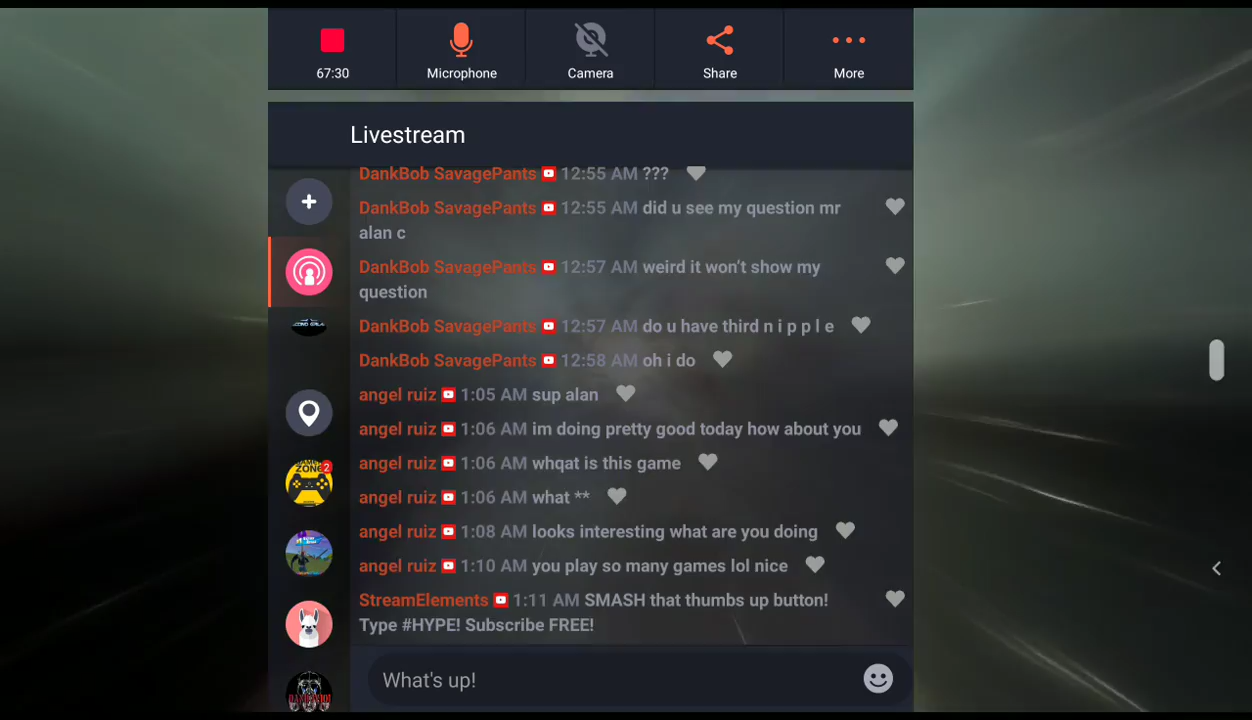 67:30
Microphone
Camera
Share
More
Livestream
DankBob SavagePants 12:55 AM ???
DankBob SavagePants 12:55 AM did u see my question mr
alan c
DankBob SavagePants 12:57 AM weird it won't show my
question
DankBob SavagePants 12:57 AM do u have third n i p p l e
DankBob SavagePants 12:58 AM oh i do
angel ruiz 1:05 AM sup alan
angel ruiz 1:06 AM im doing pretty good today how about you
angel ruiz 1:06 AM whqat is this game
angel ruiz 1:06 AM what **
angel ruiz 1:08 AM looks interesting what are you doing
angel ruiz 1:10 AM you play so many games lol nice
StreamElements 1:11 AM SMASH that thumbs up button!
Type #HYPE! Subscribe FREE!
ZONE
2
What's up!